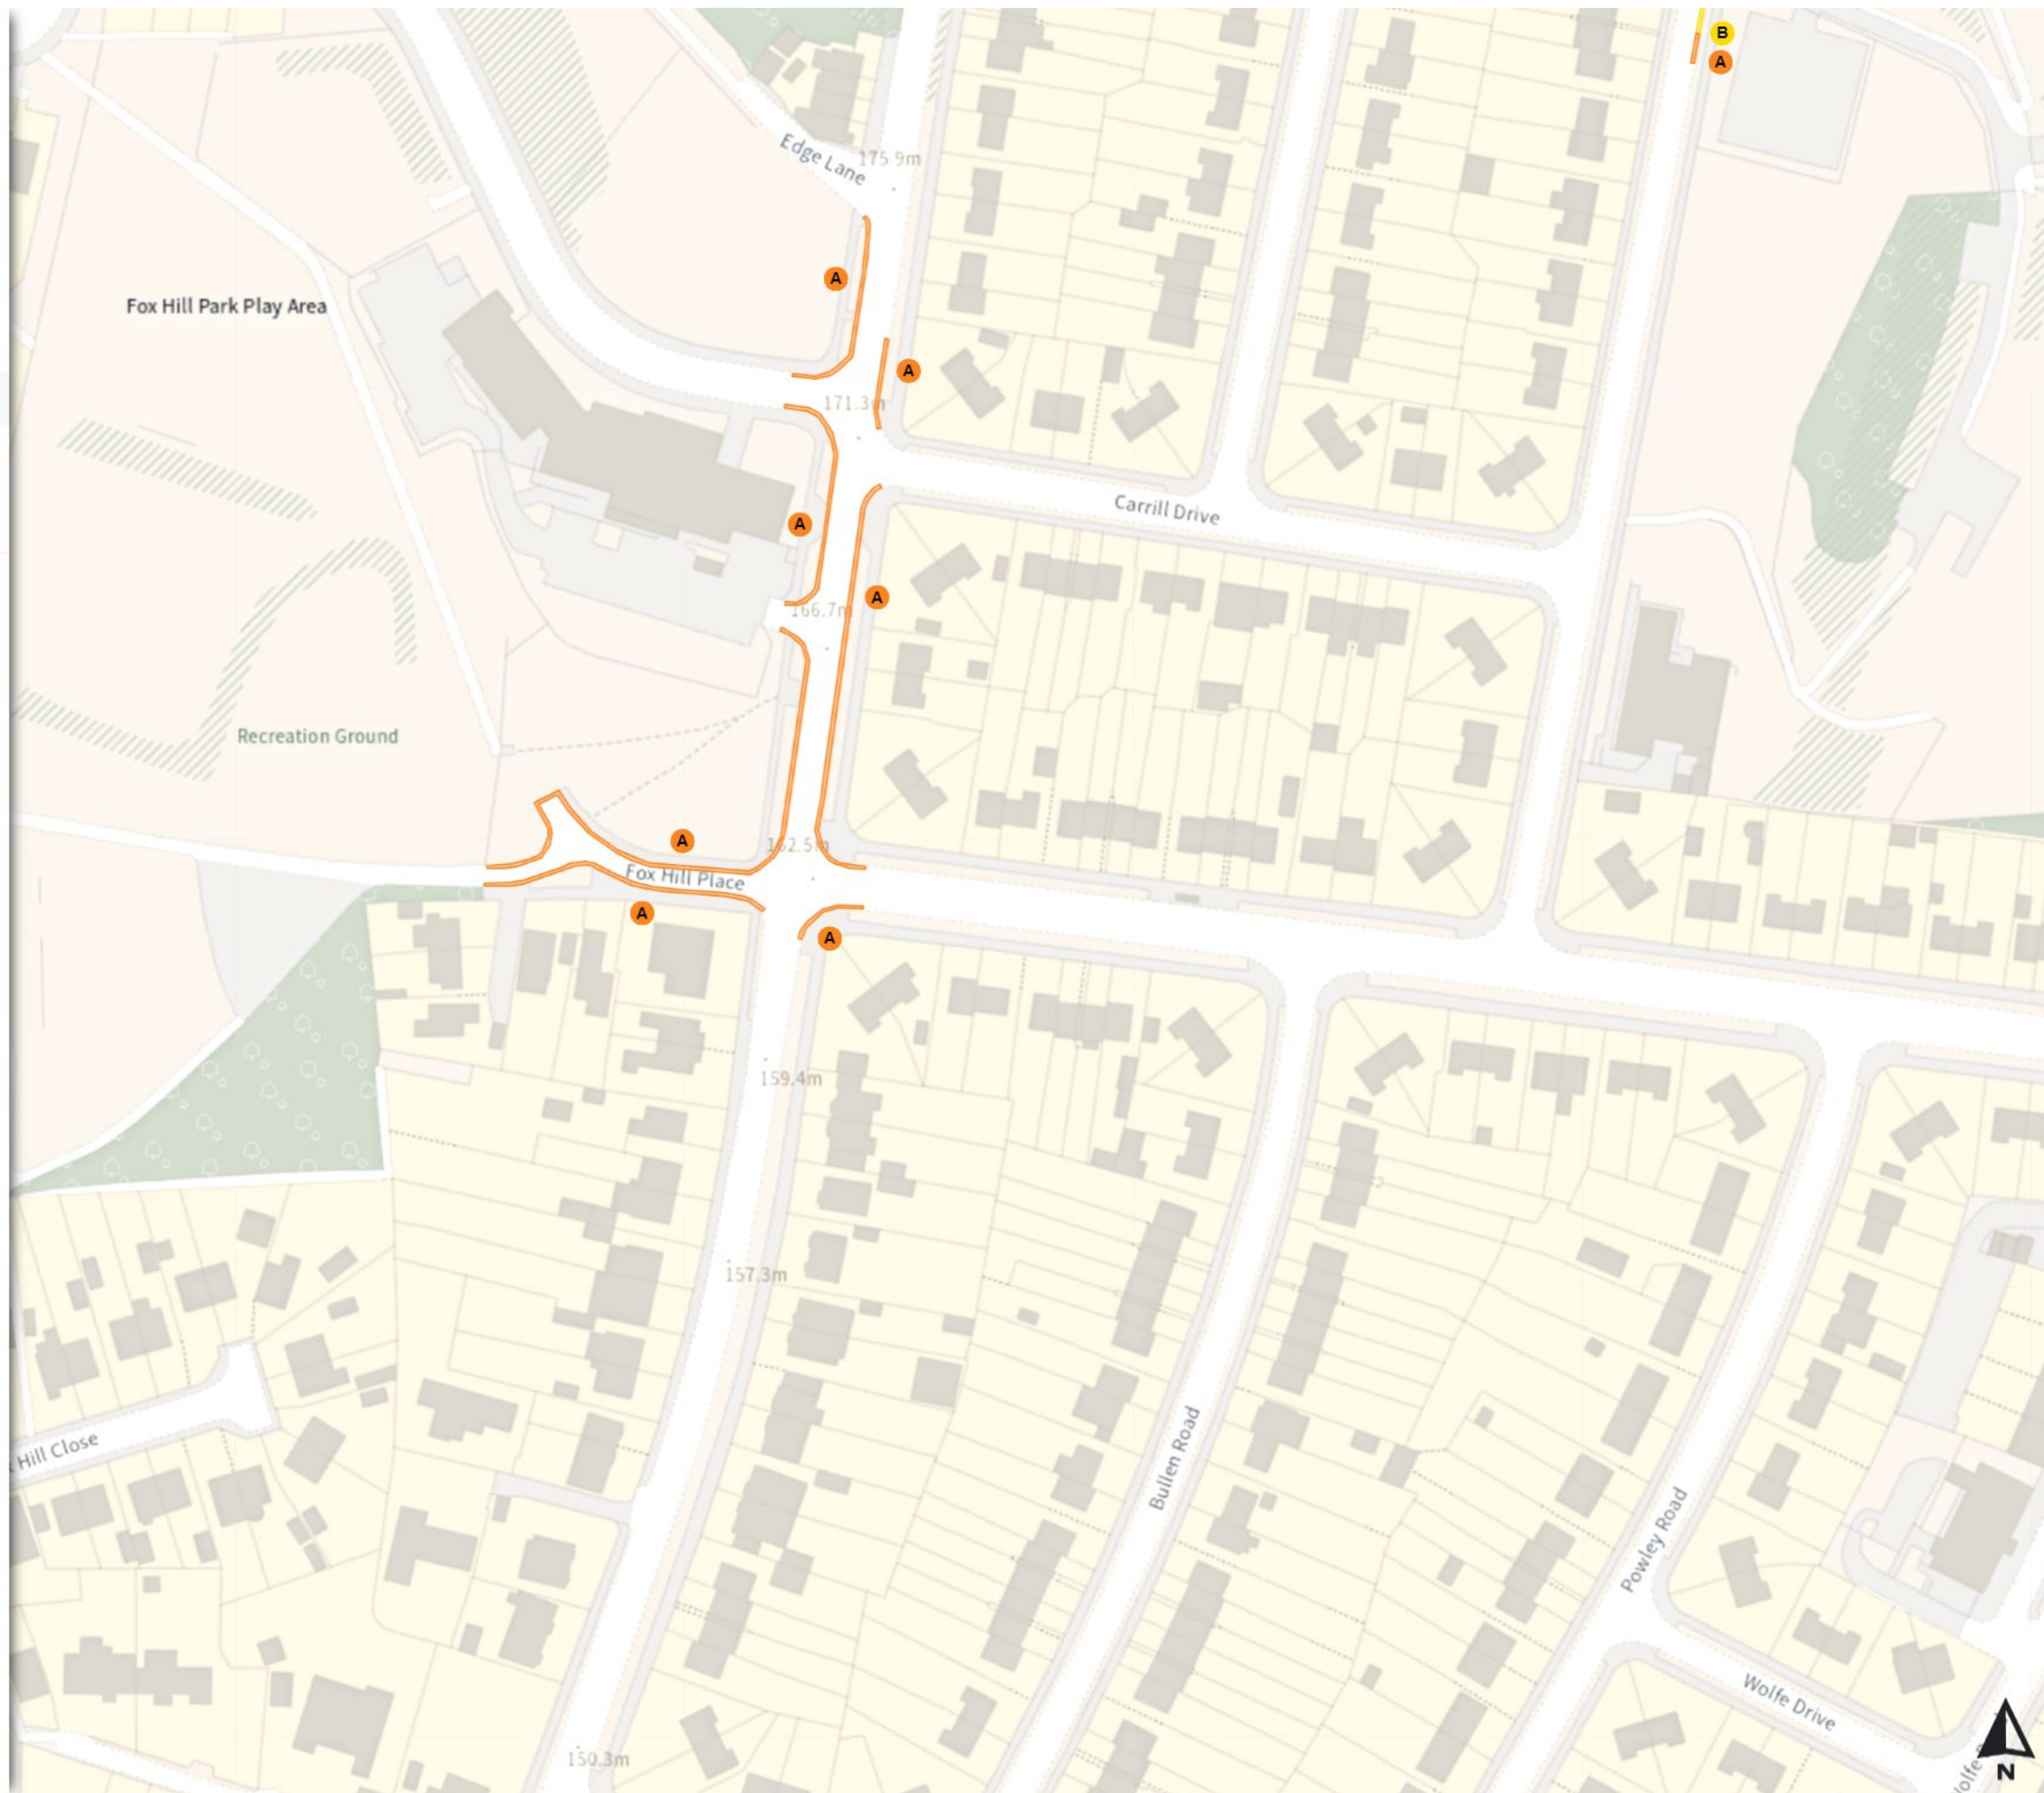 B
A
Edge Lane
175.9m
A
Fox Hill Park Play Area
A
171.3m
Carrill Drive
A
A
166.7m
Recreation Ground
A
162.5m
Fox Hill Place
A
A
159.4m
157.3m
Hill Close
Bullen Road
Powley Road
Wolfe Drive
150.3m
N